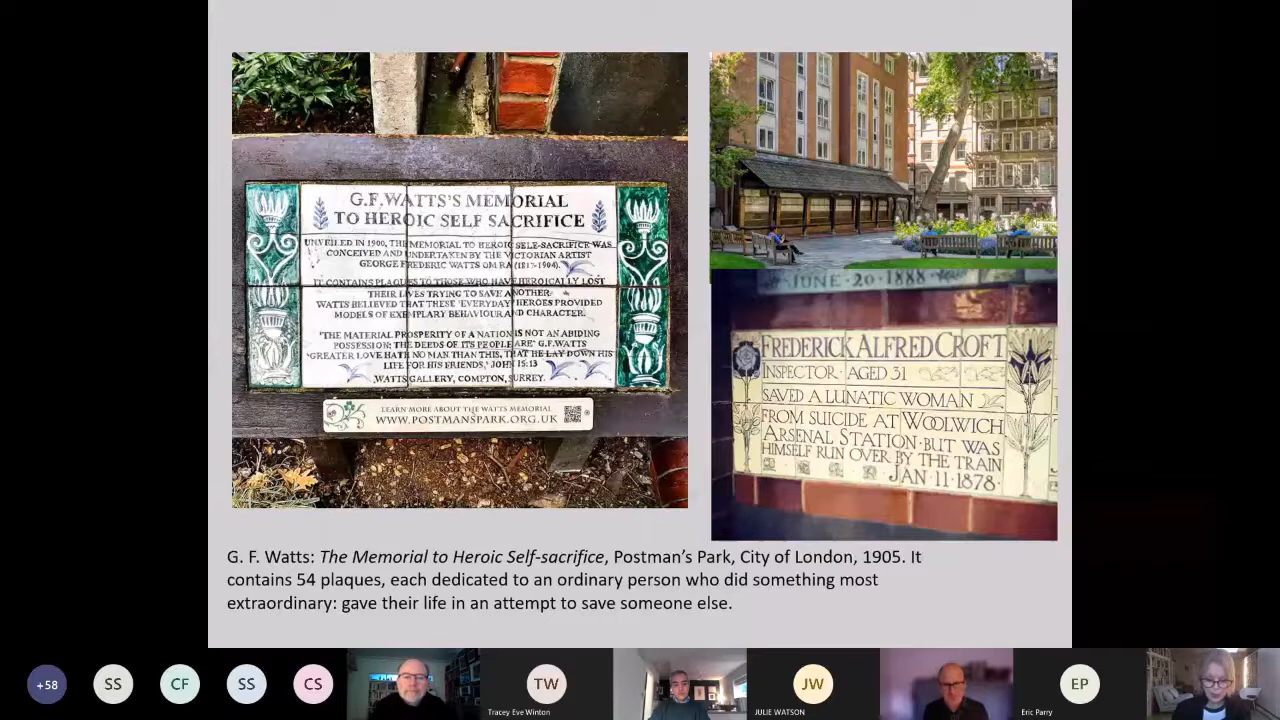 G.F.WATTS'S MEMORIAL
TO HEROIC SELF SACRIFICE
UNVEILED IN 1900, THE MEMORIAL TO HEROIC SELF-SACRIFICE WAS
CONCEIVED AND UNDERTAKEN BY THE VICTORIAN ARTIST
GEORGE FREDERIC WATTS OM RA (1817-1904).
IT CONTAINS PLAQUES TO THOSE WHO HAVE HEROICALLY LOST
THEIR LIVES TRYING TO SAVE ANOTHER.
WATTS BELIEVED THAT THESE 'EVERYDAY' HEROES PROVIDED
MODELS OF EXEMPLARY BEHAVIOUR AND CHARACTER.
'THE MATERIAL PROSPERITY OF A NATION IS NOT AN ABIDING
POSSESSION; THE DEEDS OF ITS PEOPLE ARE' G.F.WATTS
'GREATER LOVE HATH NO MAN THAN THIS, THAT HE LAY DOWN HIS
LIFE FOR HIS FRIENDS,' JOHN 15:13
WATTS GALLERY, COMPTON, SURREY.
LEARN MORE ABOUT THE WATTS MEMORIAL
WWW.POSTMANSPARK.ORG.UK
JUNE·20·1888·
FREDERICK ALFRED CROFT
INSPECTOR · AGED 31
SAVED A LUNATIC WOMAN
FROM SUICIDE AT WOOLWICH
ARSENAL STATION·BUT WAS
HIMSELF RUN OVER BY THE TRAIN
·JAN 11·1878·
G. F. Watts: The Memorial to Heroic Self-sacrifice, Postman's Park, City of London, 1905. It
contains 54 plaques, each dedicated to an ordinary person who did something most
extraordinary: gave their life in an attempt to save someone else.
+58
SS
CF
SS
CS
TW
Tracey Eve Winton
JW
JULIE WATSON
EP
Eric Parry